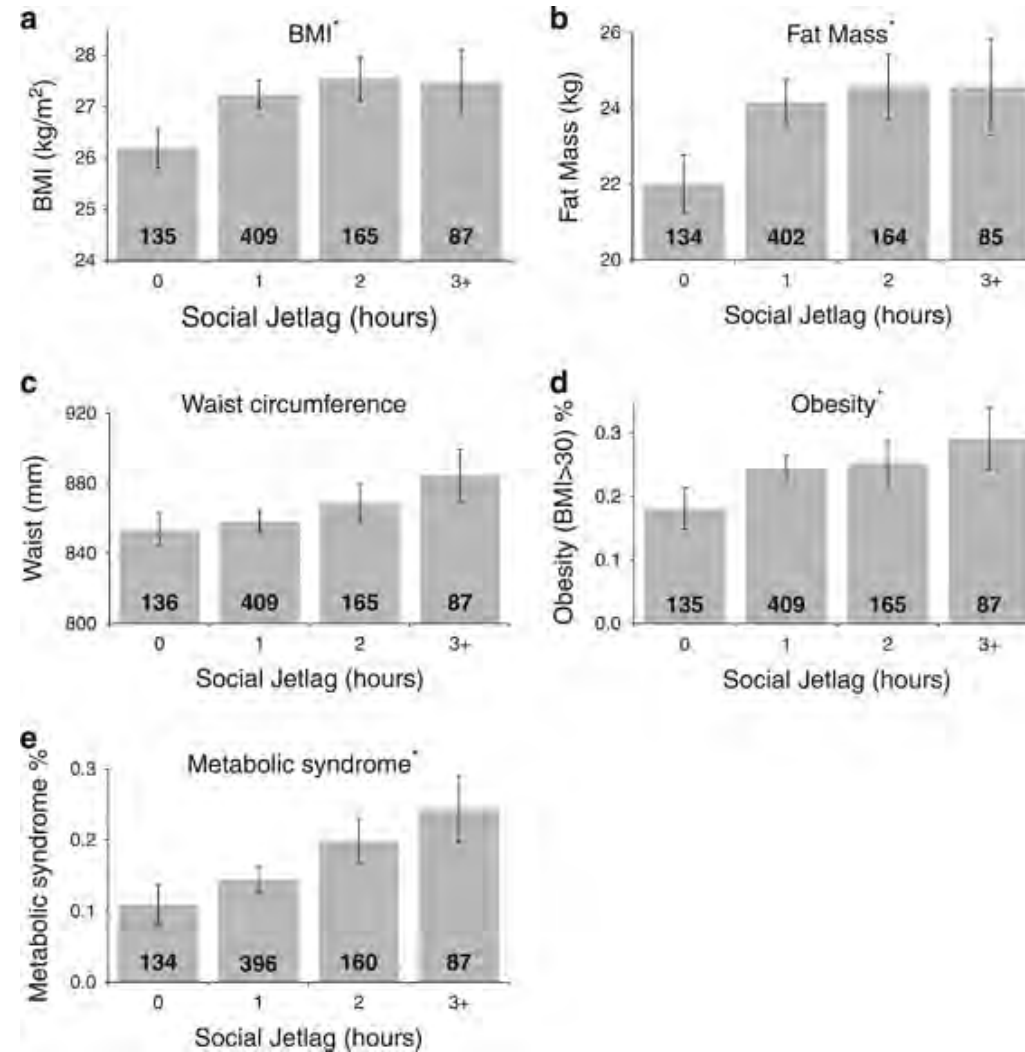 a
BMI*
BMI (kg/m²)
28
27
26
25
24
135 409 165 87
0 1 2 3+
Social Jetlag (hours)
b
Fat Mass*
Fat Mass (kg)
26
24
22
20
134 402 164 85
0 1 2 3+
Social Jetlag (hours)
c
Waist circumference
Waist (mm)
920
880
840
800
136 409 165 87
0 1 2 3+
Social Jetlag (hours)
d
Obesity*
Obesity (BMI>30) %
0.3
0.2
0.1
0.0
135 409 165 87
0 1 2 3+
Social Jetlag (hours)
e
Metabolic syndrome*
Metabolic syndrome %
0.3
0.2
0.1
0.0
134 396 160 87
0 1 2 3+
Social Jetlag (hours)